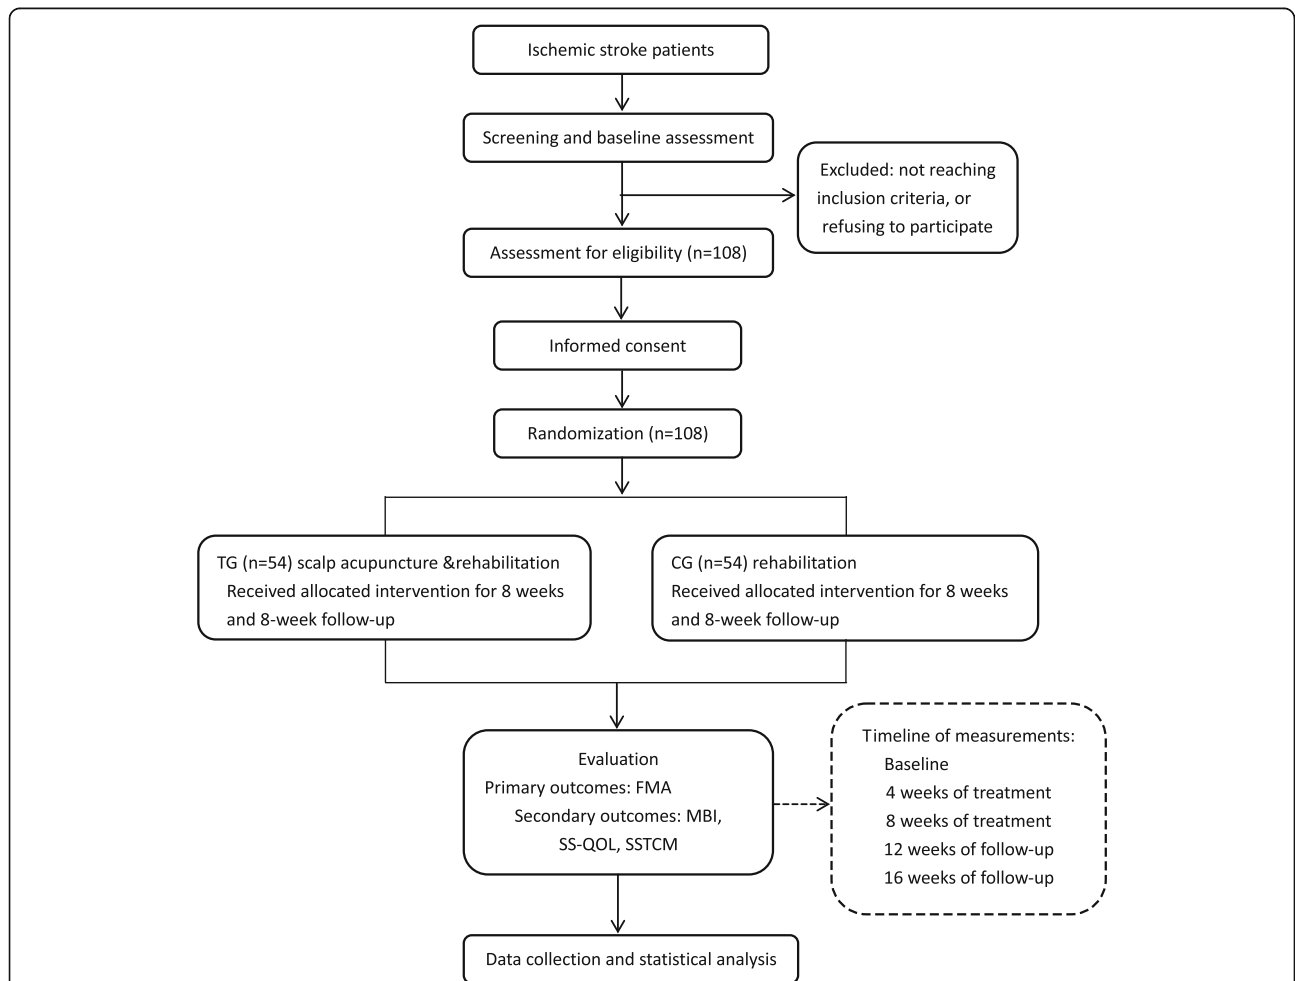 Ischemic stroke patients
Screening and baseline assessment
Excluded: not reaching
inclusion criteria, or
refusing to participate
Assessment for eligibility (n=108)
Informed consent
Randomization (n=108)
TG (n=54) scalp acupuncture &rehabilitation
Received allocated intervention for 8 weeks
and 8-week follow-up
CG (n=54) rehabilitation
Received allocated intervention for 8 weeks
and 8-week follow-up
Evaluation
Primary outcomes: FMA
Secondary outcomes: MBI,
SS-QOL, SSTCM
Timeline of measurements:
Baseline
4 weeks of treatment
8 weeks of treatment
12 weeks of follow-up
16 weeks of follow-up
Data collection and statistical analysis